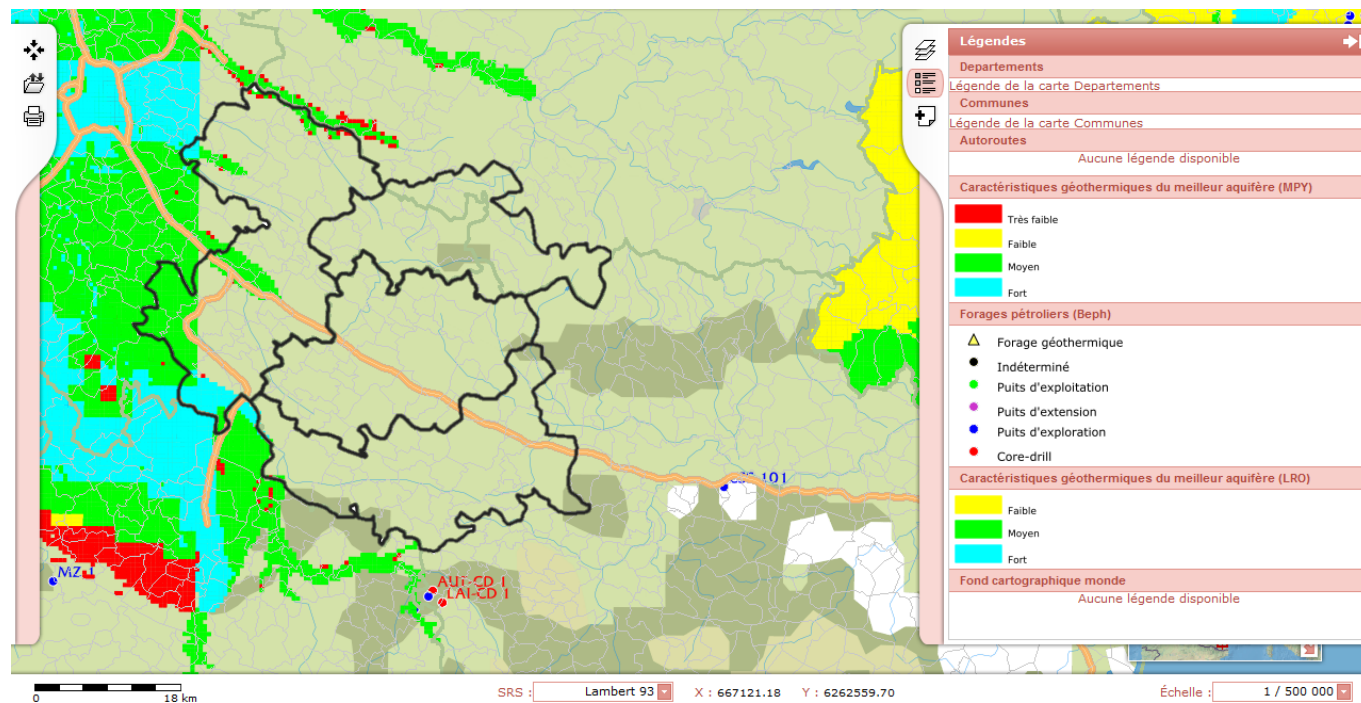 Légendes
Departements
Légende de la carte Departements
Communes
Légende de la carte Communes
Autoroutes
Aucune légende disponible
Caractéristiques géothermiques du meilleur aquifère (MPY)
Très faible
Faible
Moyen
Fort
Forages pétroliers (Beph)
Forage géothermique
Indéterminé
Puits d'exploitation
Puits d'extension
Puits d'exploration
Core-drill
Caractéristiques géothermiques du meilleur aquifère (LRO)
Faible
Moyen
Fort
Fond cartographique monde
Aucune légende disponible
MZ 1
AUT-CD 1
LAI-CD 1
0 18 km
SRS : Lambert 93 X : 667121.18 Y : 6262559.70 Échelle : 1 / 500 000